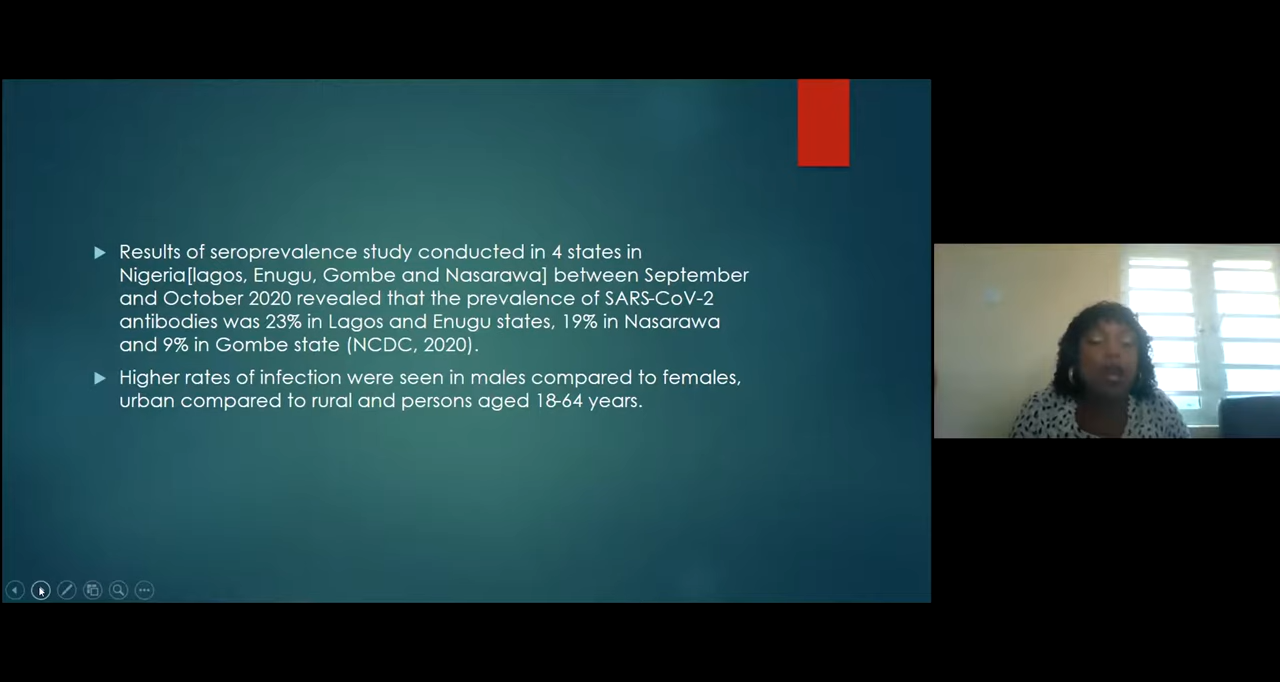 Results of seroprevalence study conducted in 4 states in
Nigeria[lagos, Enugu, Gombe and Nasarawa] between September
and October 2020 revealed that the prevalence of SARS-CoV-2
antibodies was 23% in Lagos and Enugu states, 19% in Nasarawa
and 9% in Gombe state (NCDC, 2020).
Higher rates of infection were seen in males compared to females,
urban compared to rural and persons aged 18-64 years.